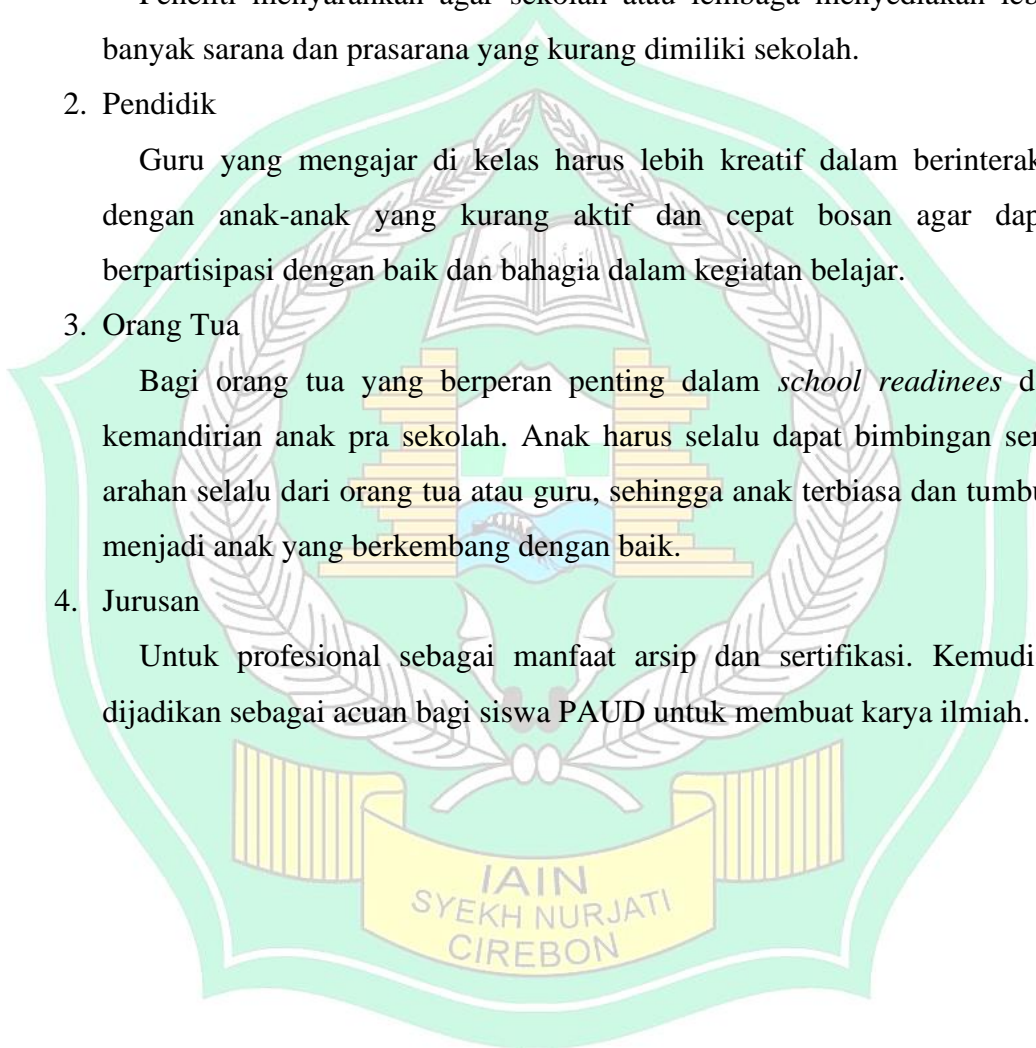 banyak sarana dan prasarana yang kurang dimiliki sekolah.
2. Pendidik
Guru yang mengajar di kelas harus lebih kreatif dalam berinterak
dengan anak-anak yang kurang aktif dan cepat bosan agar dap
berpartisipasi dengan baik dan bahagia dalam kegiatan belajar.
3. Orang Tua
Bagi orang tua yang berperan penting dalam school readinees d
kemandirian anak pra sekolah. Anak harus selalu dapat bimbingan ser
arahan selalu dari orang tua atau guru, sehingga anak terbiasa dan tumbu
menjadi anak yang berkembang dengan baik.
4. Jurusan
Untuk profesional sebagai manfaat arsip dan sertifikasi. Kemudi
dijadikan sebagai acuan bagi siswa PAUD untuk membuat karya ilmiah.
IAIN
SYEKH NURJATI
CIREBON